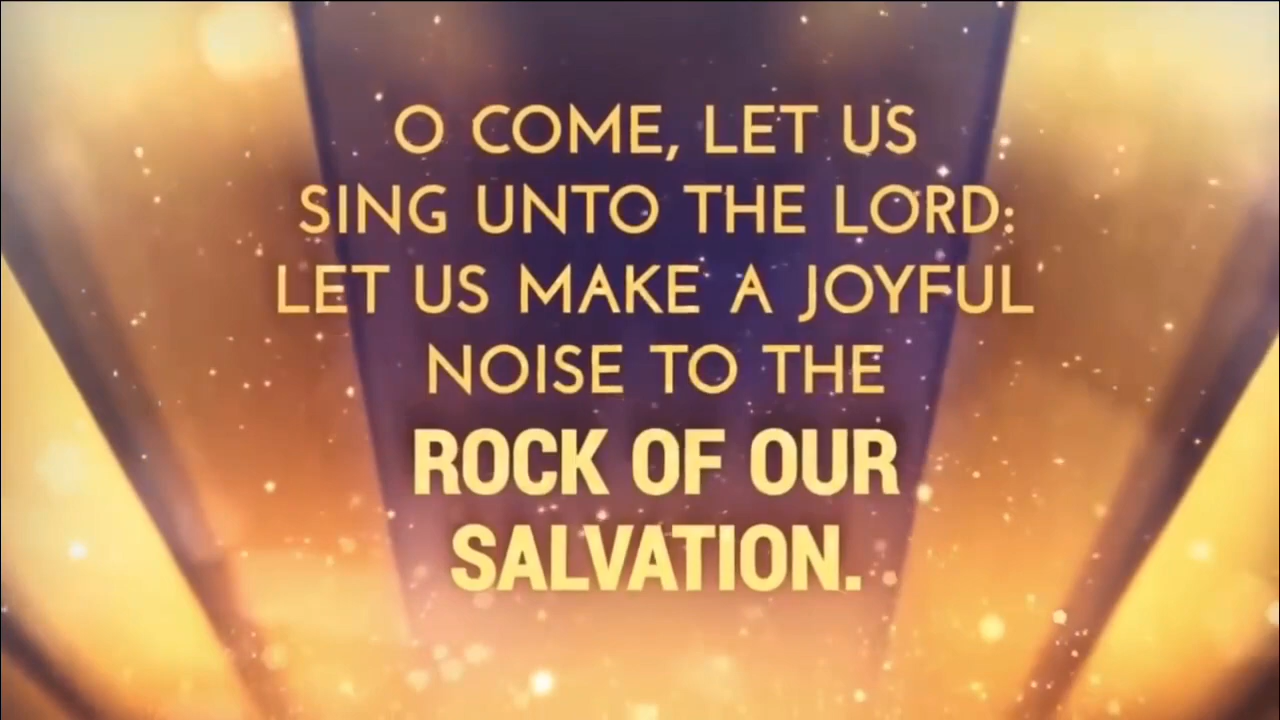 O COME, LET US
SING UNTO THE LORD:
LET US MAKE A JOYFUL
NOISE TO THE
ROCK OF OUR
SALVATION.